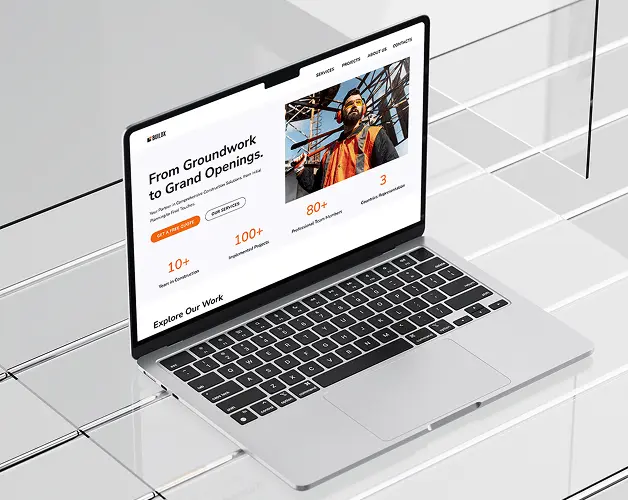 BUILDX
SERVICES PROJECTS ABOUT US CONTACTS
From Groundwork
to Grand Openings.
Your Partner in Comprehensive Construction Solutions, from Initial
Planning to Final Touches.
GET A FREE QUOTE
OUR SERVICES
10+
Years in Construction
100+
Implemented Projects
80+
Professional Team Members
3
Countries Representation
Explore Our Work